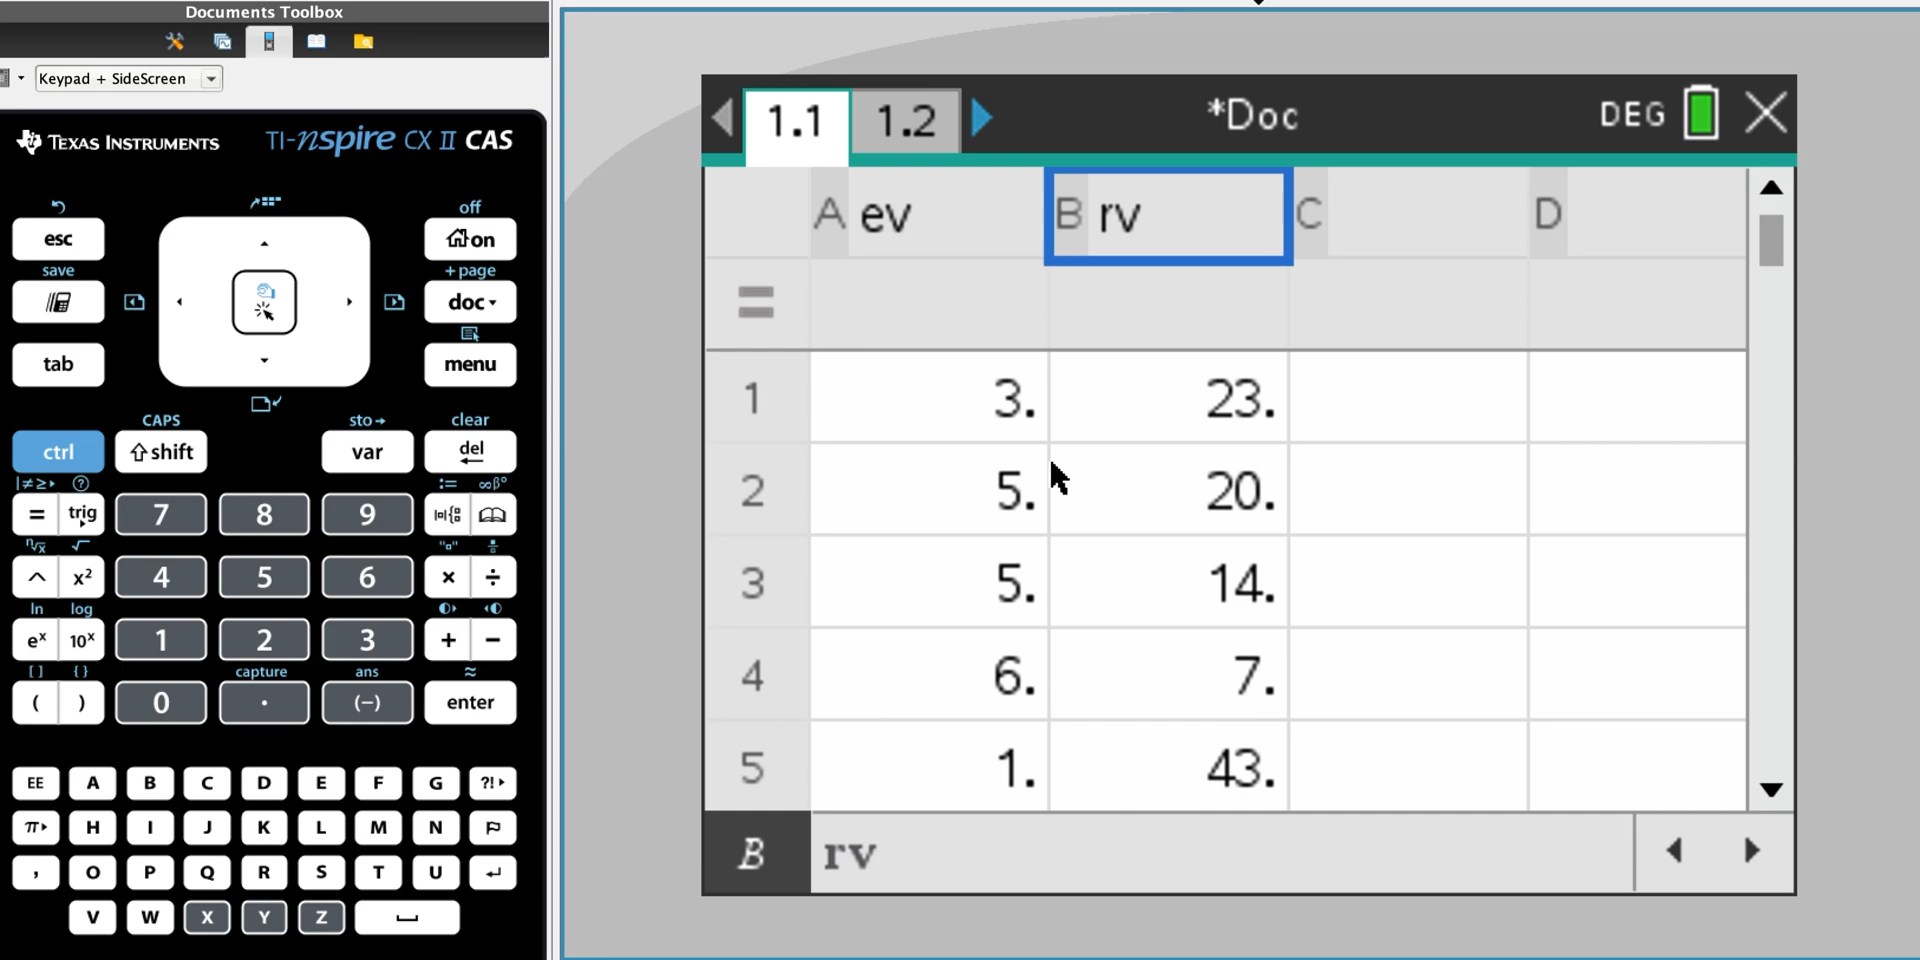 Documents Toolbox
Keypad + SideScreen
TEXAS INSTRUMENTS TI-nspire CX II CAS
esc
off
on
save
+ page
doc
tab
menu
CAPS
sto→
clear
ctrl
⇧shift
var
del
|≠≥▸
?
:=
∞β°
=
trig
7
8
9
|□|{
ⁿ√x
√
"□"
^
x²
4
5
6
×
÷
ln
log
eˣ
10ˣ
1
2
3
+
−
[ ]
{ }
capture
ans
≈
(
)
0
.
(−)
enter
EE A B C D E F G ?!▸
π▸ H I J K L M N
, O P Q R S T U
V W X Y Z
1.1 1.2 *Doc DEG
A ev B rv C D
=
1 3. 23.
2 5. 20.
3 5. 14.
4 6. 7.
5 1. 43.
B rv